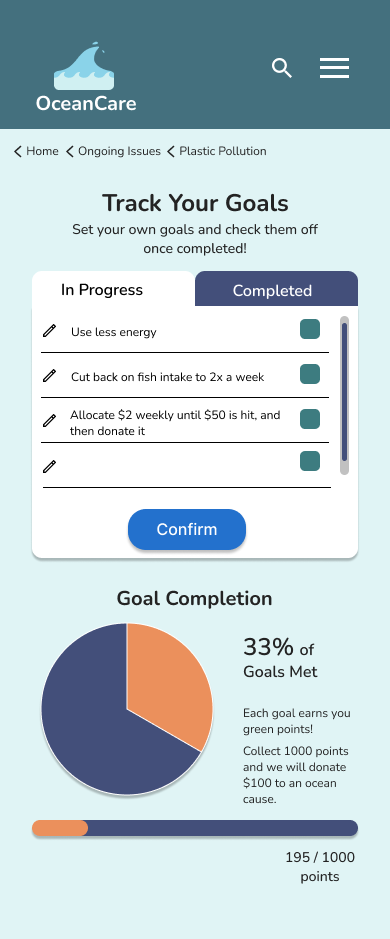 OceanCare
Home Ongoing Issues Plastic Pollution
Track Your Goals
Set your own goals and check them off
once completed!
In Progress Completed
Use less energy
Cut back on fish intake to 2x a week
Allocate $2 weekly until $50 is hit, and
then donate it
Confirm
Goal Completion
33% of
Goals Met
Each goal earns you
green points!
Collect 1000 points
and we will donate
$100 to an ocean
cause.
195 / 1000
points